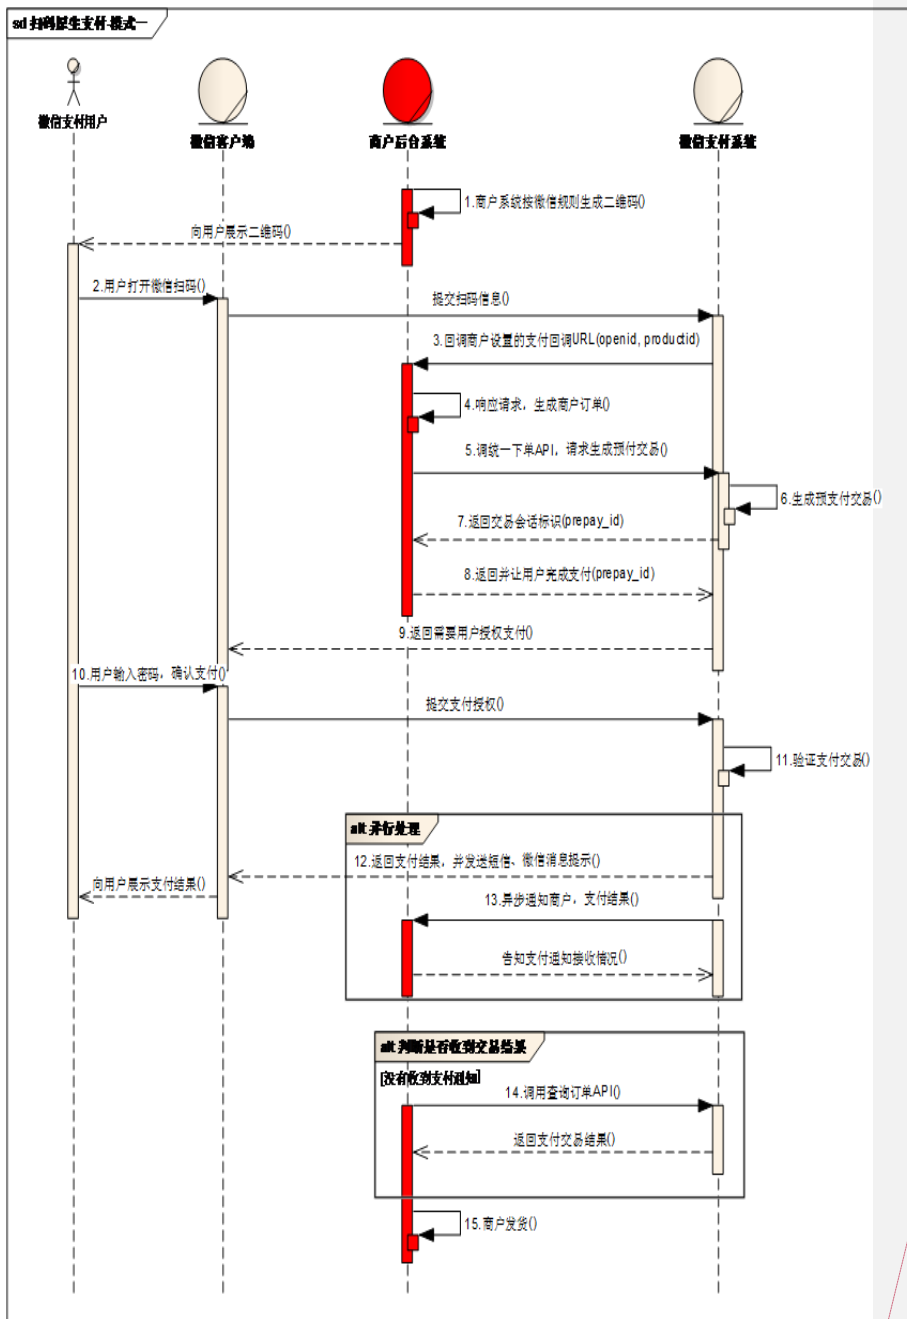 sd 扫码原生支付-模式一
微信支付用户
微信客户端
商户后台系统
微信支付系统
1.商户系统按微信规则生成二维码()
向用户展示二维码()
2.用户打开微信扫码()
提交扫码信息()
3.回调商户设置的支付回调URL(openid, productid)
4.响应请求，生成商户订单()
5.调统一下单API，请求生成预付交易()
6.生成预支付交易()
7.返回交易会话标识(prepay_id)
8.返回并让用户完成支付(prepay_id)
9.返回需要用户授权支付()
10.用户输入密码，确认支付()
提交支付授权()
11.验证支付交易()
alt 并行处理
12.返回支付结果，并发送短信、微信消息提示()
向用户展示支付结果()
13.异步通知商户，支付结果()
告知支付通知接收情况()
alt 判断是否收到交易结果
[没有收到支付通知]
14.调用查询订单API()
返回支付交易结果()
15.商户发货()